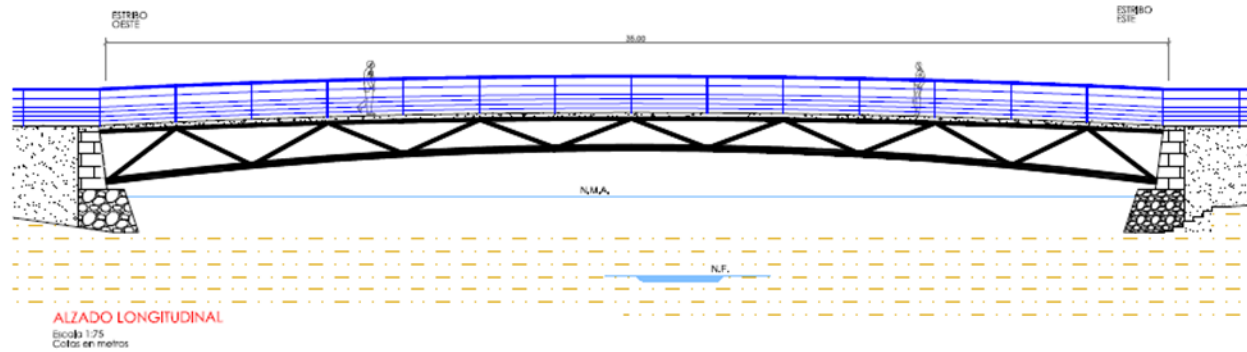 ESTRIBO
OESTE
ESTRIBO
ESTE
35.00
N.M.A.
N.F.
ALZADO LONGITUDINAL
Escala 1:75
Cotas en metros